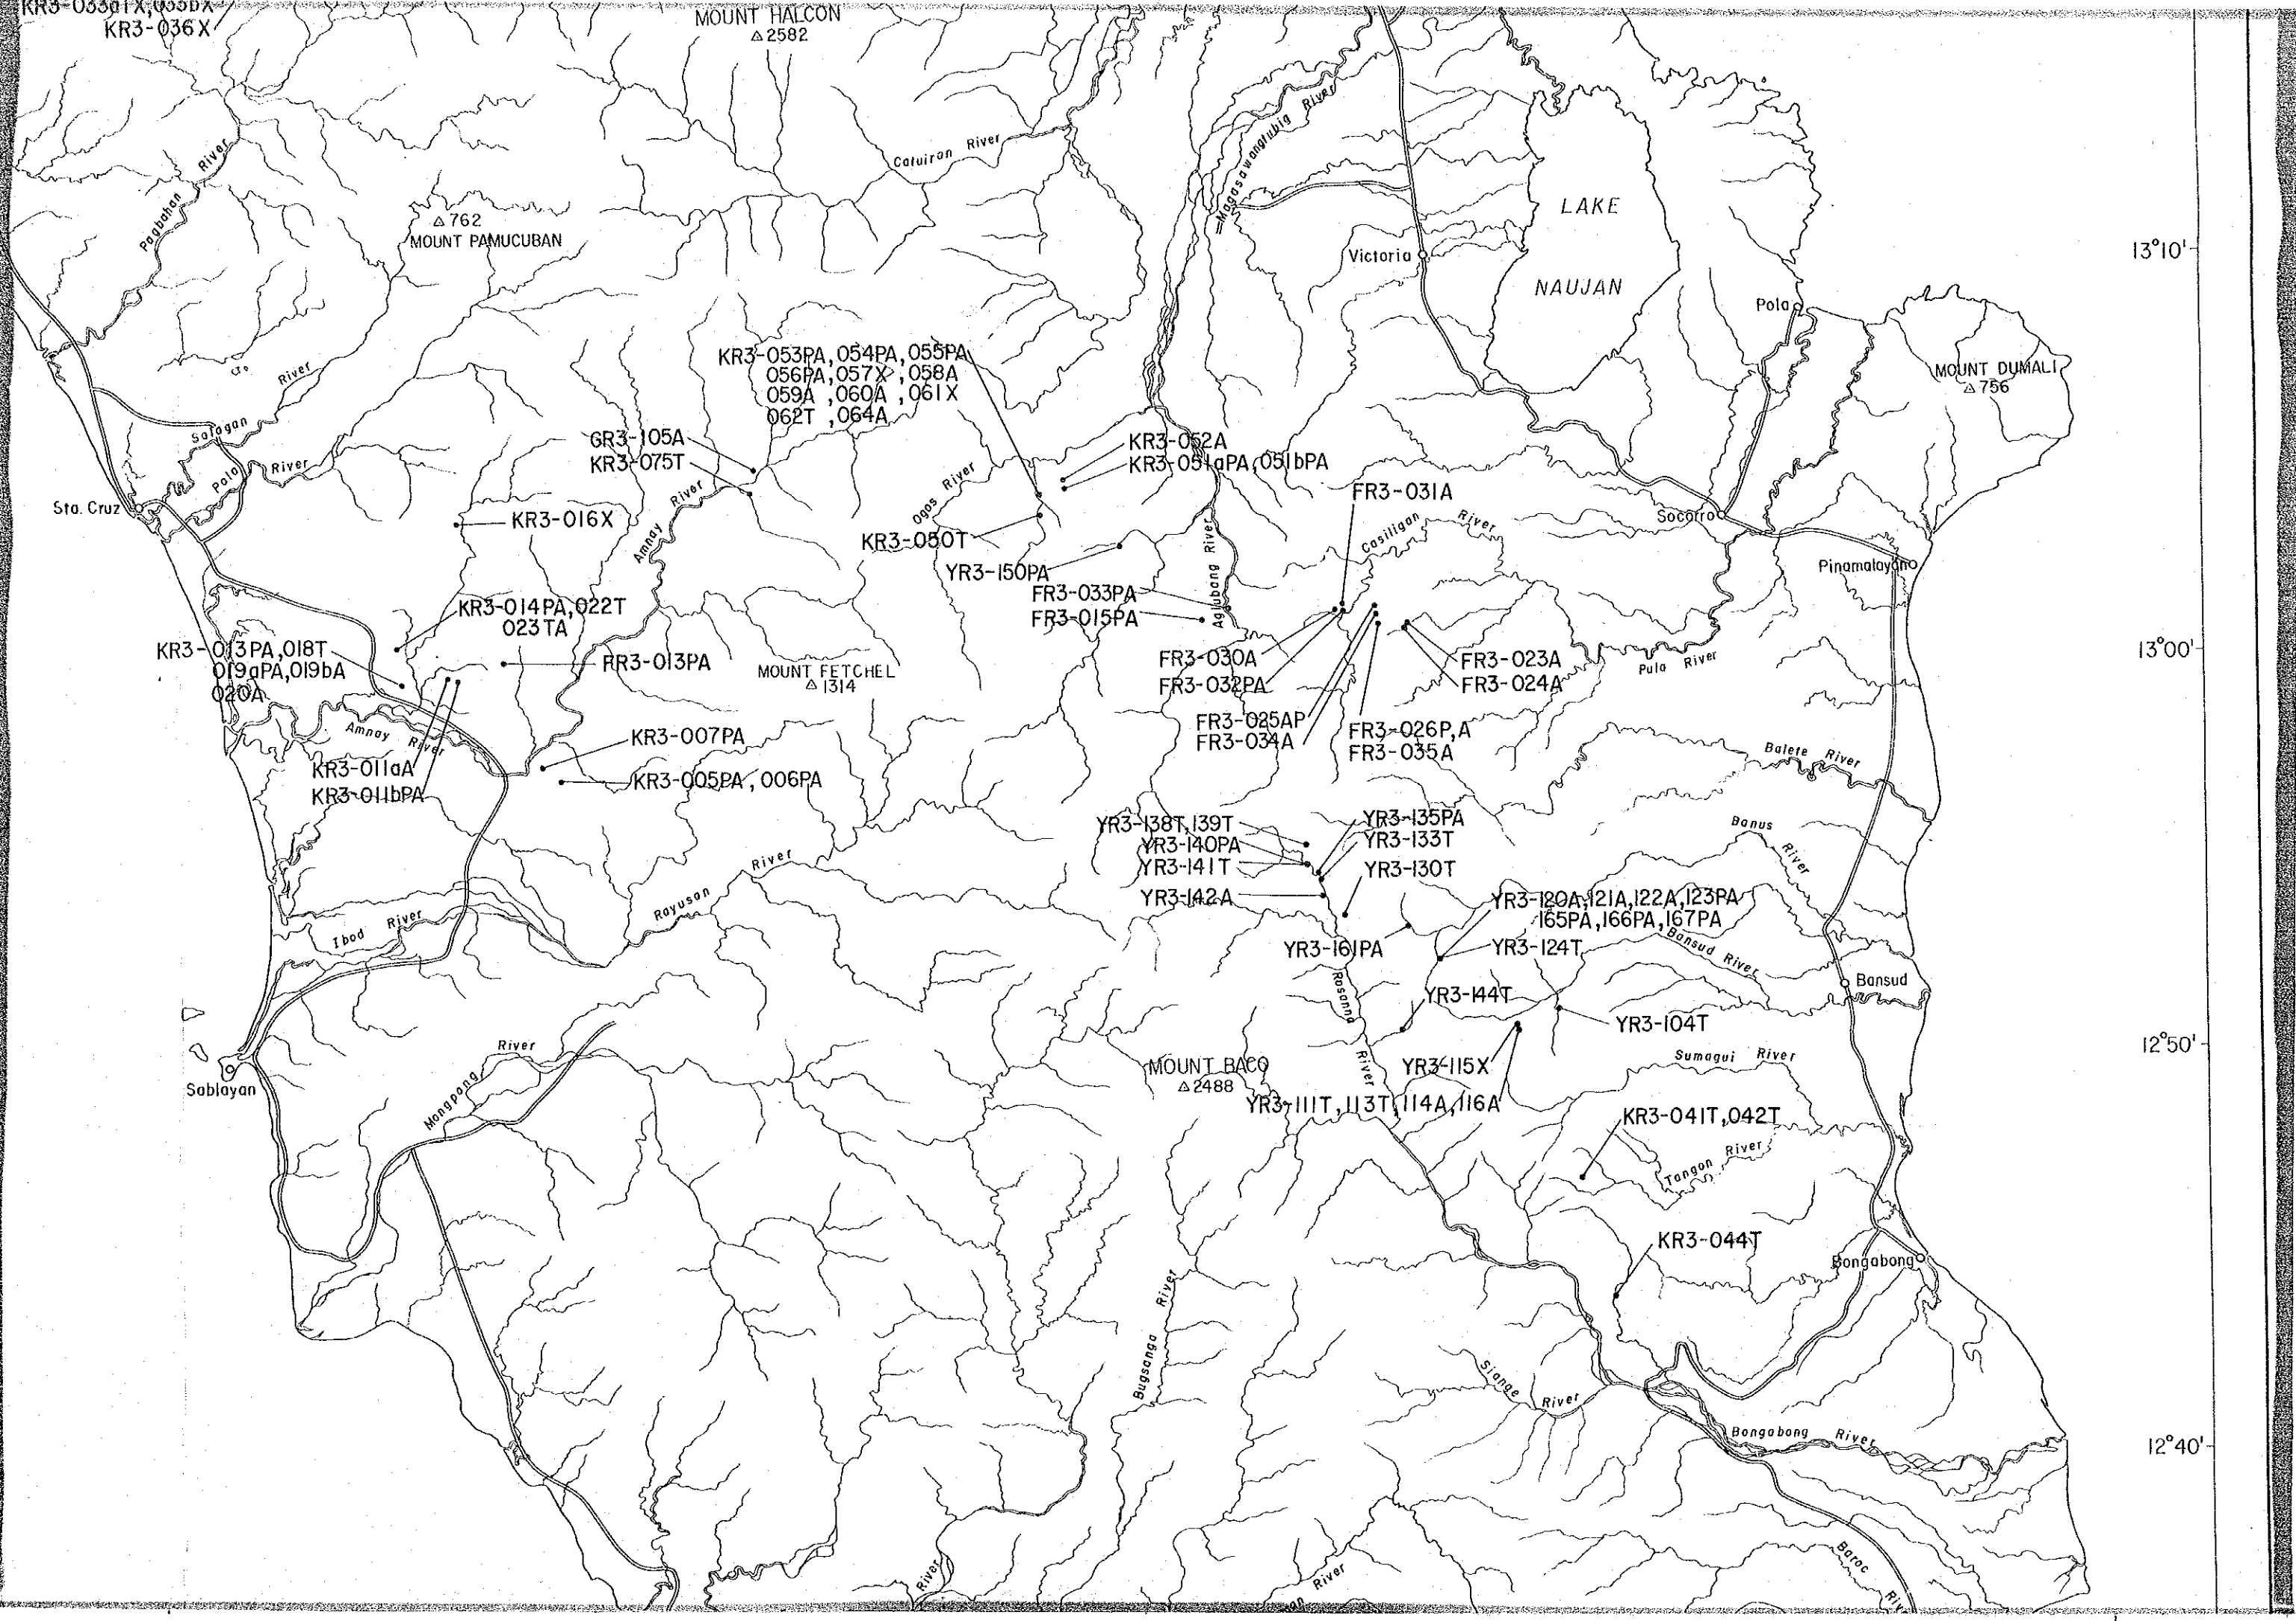 KR3-033a1X,035bX
KR3-036X
MOUNT HALCON
△2582
Magasawangtubig River
Catuiran River
Pagbahan River
LAKE
NAUJAN
△762
MOUNT PAMUCUBAN
13°10'
Victoria
Pola
MOUNT DUMALI
△756
KR3-053PA,054PA,055PA
056PA,057X,058A
059A,060A,061X
062T,064A
River
Salagan
GR3-105A
KR3-075T
KR3-052A
KR3-051aPA,051bPA
Pola River
Amnay River
Ogos River
FR3-031A
Sta. Cruz
KR3-016X
KR3-050T
Casiligan River
Socorro
YR3-150PA
Aglubang River
Pinamalayan
FR3-033PA
FR3-015PA
KR3-014PA,022T
023TA
KR3-013PA,018T
019aPA,019bA
020A
RR3-013PA
MOUNT FETCHEL
△1314
FR3-030A
FR3-032PA
FR3-023A
FR3-024A
Pula River
13°00'
FR3-025AP
FR3-034A
FR3-026P,A
FR3-035A
Amnay River
KR3-007PA
KR3-011aA
KR3-011bPA
KR3-005PA,006PA
Balete River
YR3-138T,139T
YR3-140PA
YR3-141T
YR3-142A
YR3-135PA
YR3-133T
YR3-130T
Banus River
Rayusan River
YR3-120A,121A,122A,123PA
165PA,166PA,167PA
Ibod River
YR3-161PA
YR3-124T
Bansud River
Rosana River
YR3-144T
Bansud
YR3-104T
12°50'
Mongpong River
Sablayan
MOUNT BACO
△2488
YR3-115X
Sumagui River
YR3-111T,113T,114A,116A
KR3-041T,042T
Tangon River
KR3-044T
Bongabong
Bugsanga River
Siange River
Bongabong River
12°40'
River
River
Baroc Riv